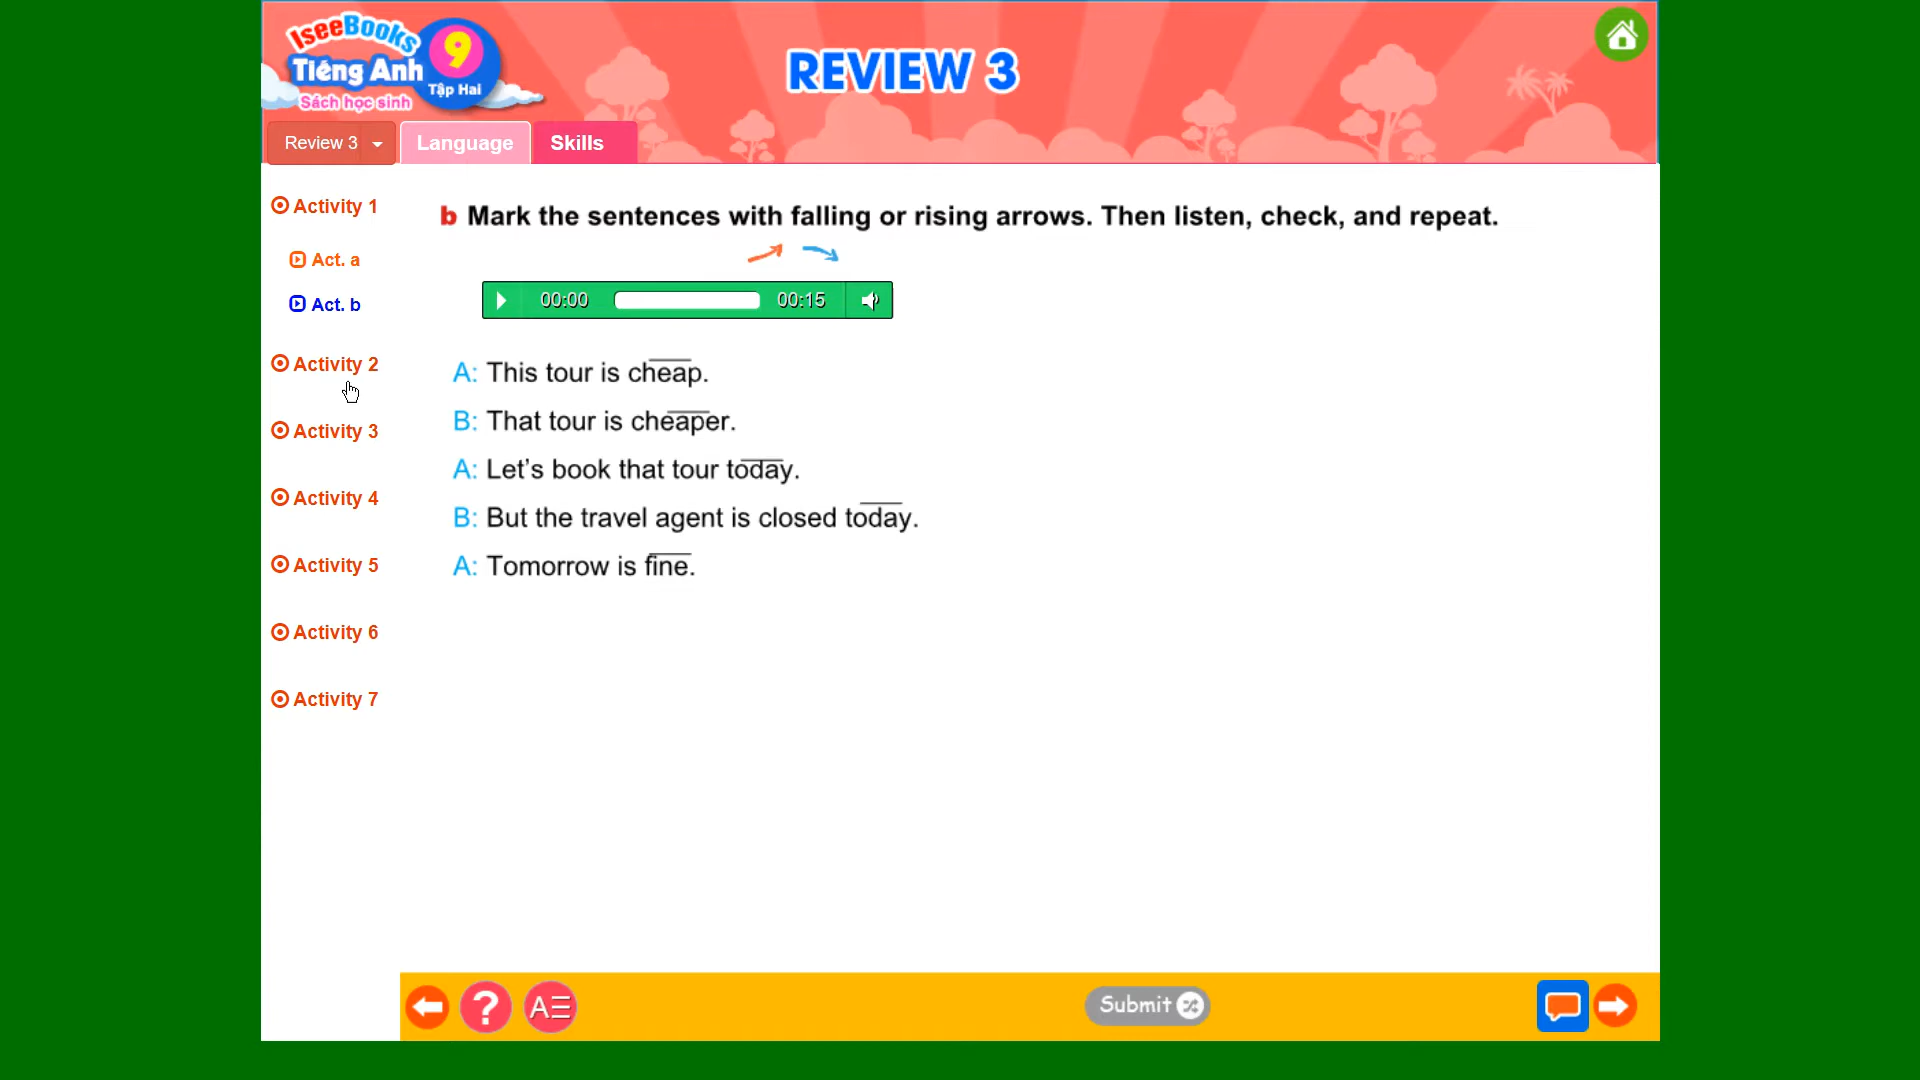 IseeBooks
Tiếng Anh 9
Tập Hai
Sách học sinh
REVIEW 3
Review 3
Language
Skills
Activity 1
Act. a
Act. b
Activity 2
Activity 3
Activity 4
Activity 5
Activity 6
Activity 7
b Mark the sentences with falling or rising arrows. Then listen, check, and repeat.
00:00 00:15
A: This tour is cheap.
B: That tour is cheaper.
A: Let’s book that tour today.
B: But the travel agent is closed today.
A: Tomorrow is fine.
?
A
Submit